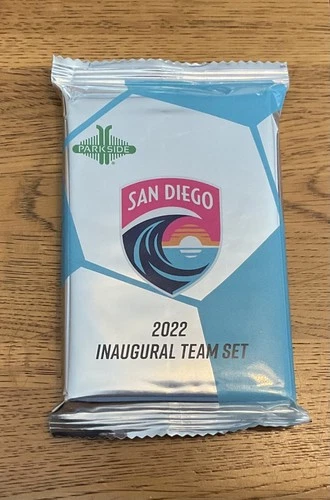 PARKSIDE
SAN DIEGO
2022
INAUGURAL TEAM SET